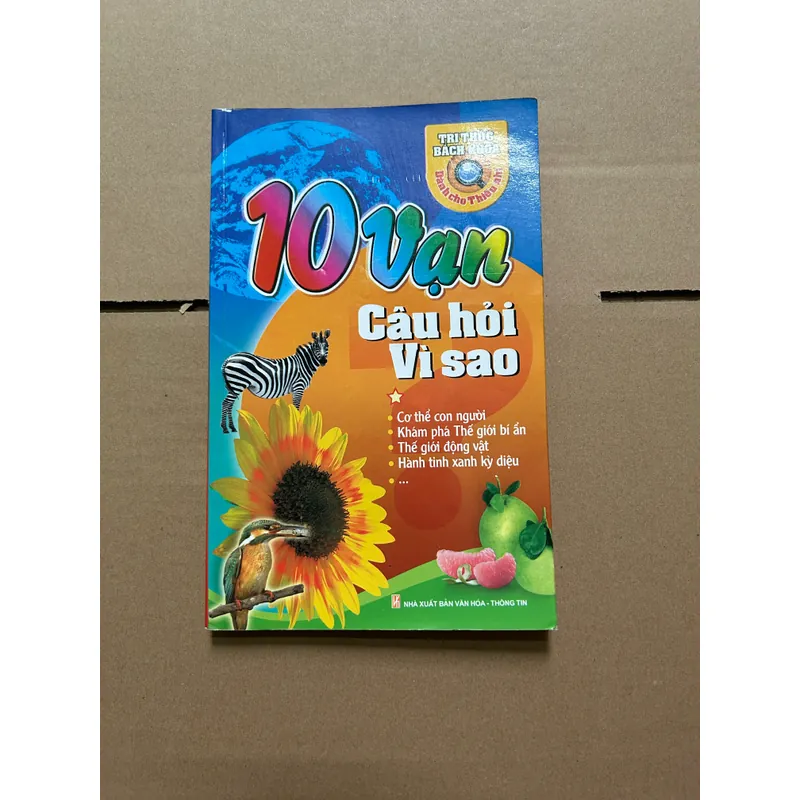 TRI THỨC
BÁCH KHOA
Dành cho Thiếu nhi
10 vạn
Câu hỏi
Vì sao
• Cơ thể con người
• Khám phá Thế giới bí ẩn
• Thế giới động vật
• Hành tinh xanh kỳ diệu
• ...
NHÀ XUẤT BẢN VĂN HÓA - THÔNG TIN